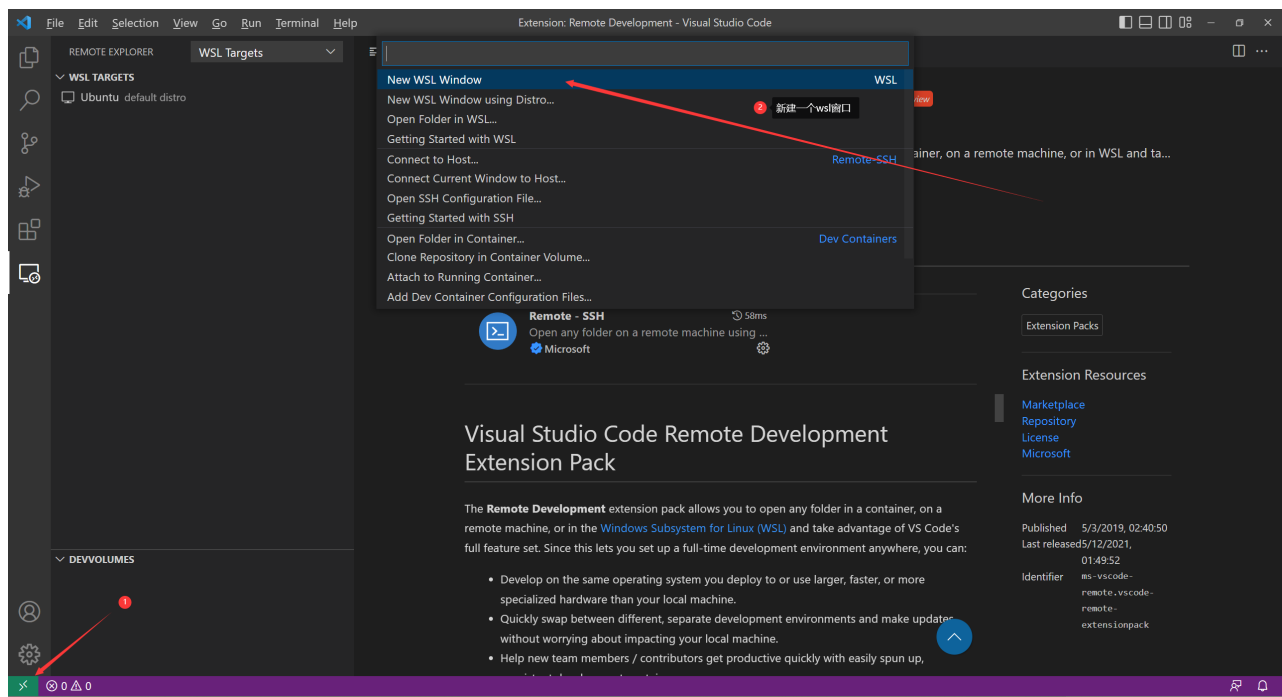 File Edit Selection View Go Run Terminal Help
Extension: Remote Development - Visual Studio Code
REMOTE EXPLORER
WSL Targets
WSL TARGETS
Ubuntu default distro
New WSL Window WSL
New WSL Window using Distro...
2 新建一个wsl窗口
Open Folder in WSL...
Getting Started with WSL
Connect to Host... Remote-SSH
Connect Current Window to Host...
Open SSH Configuration File...
Getting Started with SSH
Open Folder in Container... Dev Containers
Clone Repository in Container Volume...
Attach to Running Container...
Add Dev Container Configuration Files...
ainer, on a remote machine, or in WSL and ta...
Remote - SSH 58ms
Open any folder on a remote machine using ...
Microsoft
Visual Studio Code Remote Development
Extension Pack
The Remote Development extension pack allows you to open any folder in a container, on a
remote machine, or in the Windows Subsystem for Linux (WSL) and take advantage of VS Code's
full feature set. Since this lets you set up a full-time development environment anywhere, you can:
• Develop on the same operating system you deploy to or use larger, faster, or more
specialized hardware than your local machine.
• Quickly swap between different, separate development environments and make updates
without worrying about impacting your local machine.
• Help new team members / contributors get productive quickly with easily spun up,
Categories
Extension Packs
Extension Resources
Marketplace
Repository
License
Microsoft
More Info
Published 5/3/2019, 02:40:50
Last released 5/12/2021,
01:49:52
Identifier ms-vscode-
remote.vscode-
remote-
extensionpack
DEVVOLUMES
1
0 0